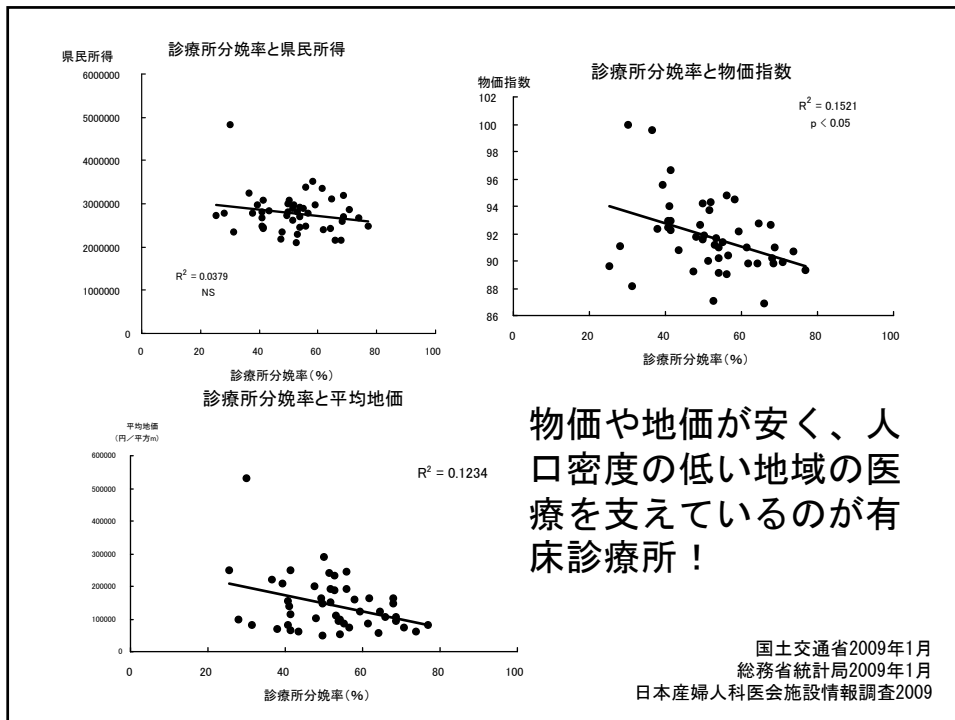 診療所分娩率と県民所得
県民所得
6000000
5000000
4000000
3000000
2000000
1000000
0
R² = 0.0379
NS
0 20 40 60 80 100
診療所分娩率(%)
診療所分娩率と物価指数
物価指数
102
100
98
96
94
92
90
88
86
R² = 0.1521
p < 0.05
0 20 40 60 80 100
診療所分娩率(%)
診療所分娩率と平均地価
平均地価
(円/平方m)
600000
500000
400000
300000
200000
100000
0
R² = 0.1234
0 20 40 60 80 100
診療所分娩率(%)
物価や地価が安く、人
口密度の低い地域の医
療を支えているのが有
床診療所!
国土交通省2009年1月
総務省統計局2009年1月
日本産婦人科医会施設情報調査2009